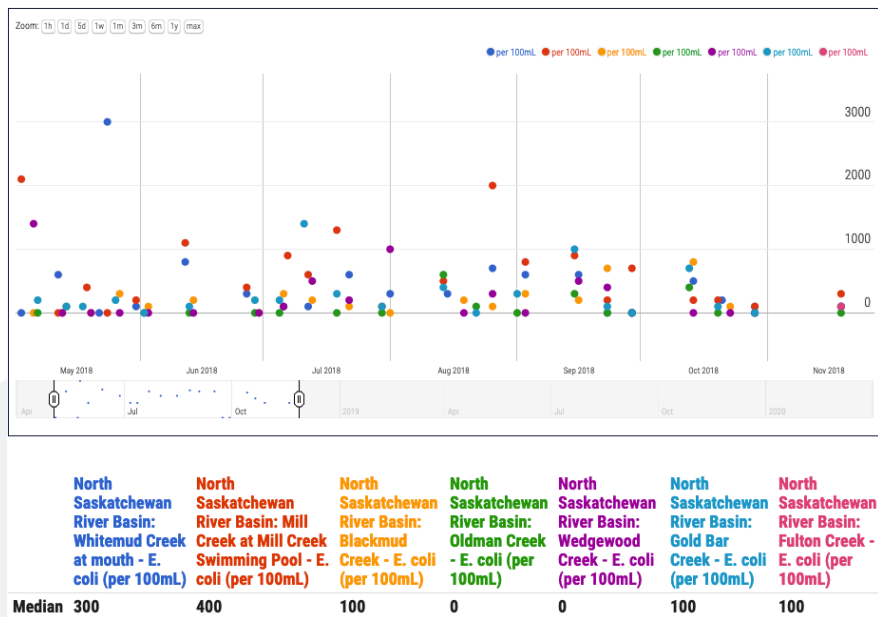 Zoom: 1h 1d 5d 1w 1m 3m 6m 1y max
per 100mL per 100mL per 100mL per 100mL per 100mL per 100mL per 100mL
3000
2000
1000
0
May 2018 Jun 2018 Jul 2018 Aug 2018 Sep 2018 Oct 2018 Nov 2018
Apr Jul Oct 2019 Apr Jul Oct 2020
North Saskatchewan River Basin: Whitemud Creek at mouth - E. coli (per 100mL)
North Saskatchewan River Basin: Mill Creek at Mill Creek Swimming Pool - E. coli (per 100mL)
North Saskatchewan River Basin: Blackmud Creek - E. coli (per 100mL)
North Saskatchewan River Basin: Oldman Creek - E. coli (per 100mL)
North Saskatchewan River Basin: Wedgewood Creek - E. coli (per 100mL)
North Saskatchewan River Basin: Gold Bar Creek - E. coli (per 100mL)
North Saskatchewan River Basin: Fulton Creek - E. coli (per 100mL)
Median 300 400 100 0 0 100 100